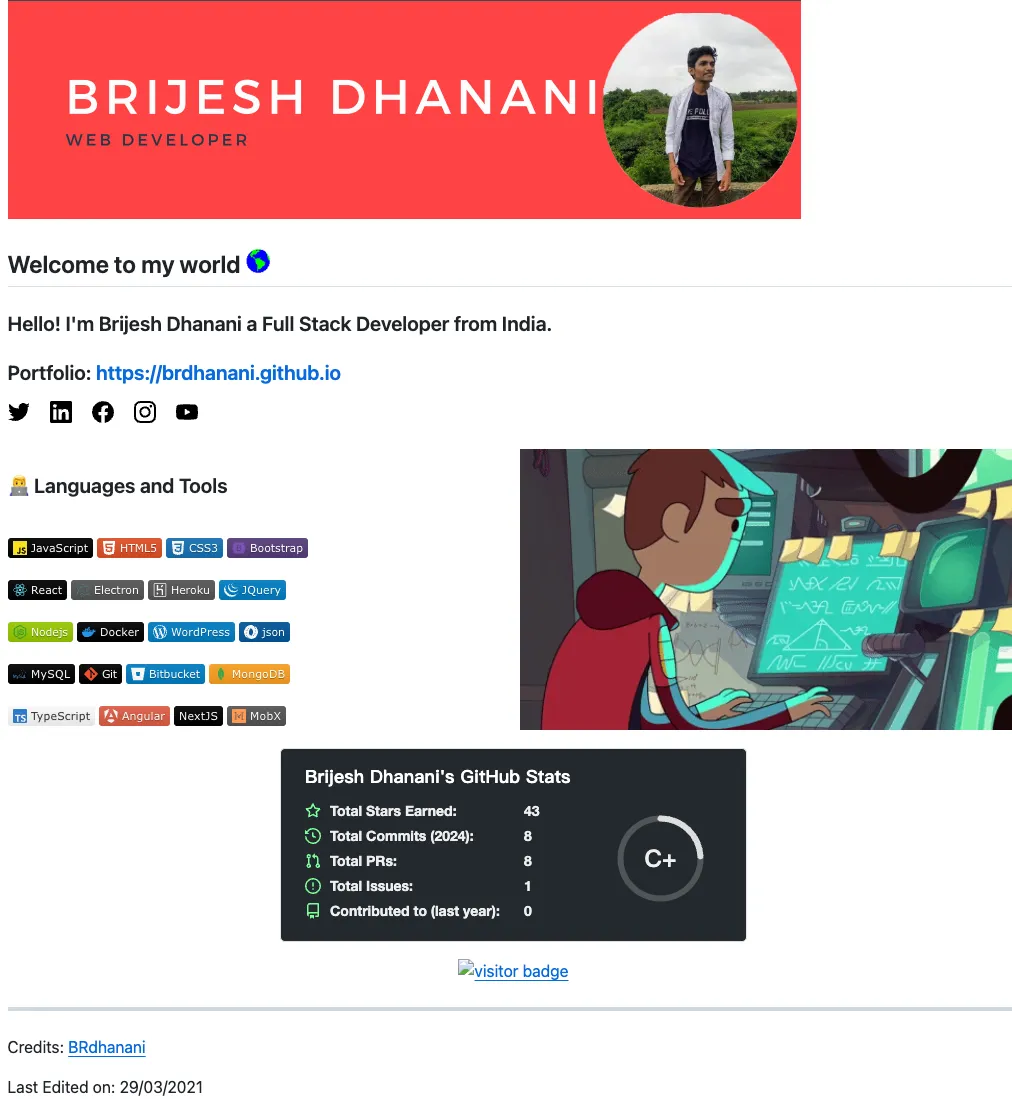 BRIJESH DHANANI
WEB DEVELOPER
Welcome to my world
Hello! I'm Brijesh Dhanani a Full Stack Developer from India.
Portfolio: https://brdhanani.github.io
Languages and Tools
JavaScript HTML5 CSS3 Bootstrap
React Electron Heroku JQuery
Nodejs Docker WordPress json
MySQL Git Bitbucket MongoDB
TypeScript Angular NextJS MobX
Brijesh Dhanani's GitHub Stats
Total Stars Earned: 43
Total Commits (2024): 8
Total PRs: 8
Total Issues: 1
Contributed to (last year): 0
C+
visitor badge
Credits: BRdhanani
Last Edited on: 29/03/2021